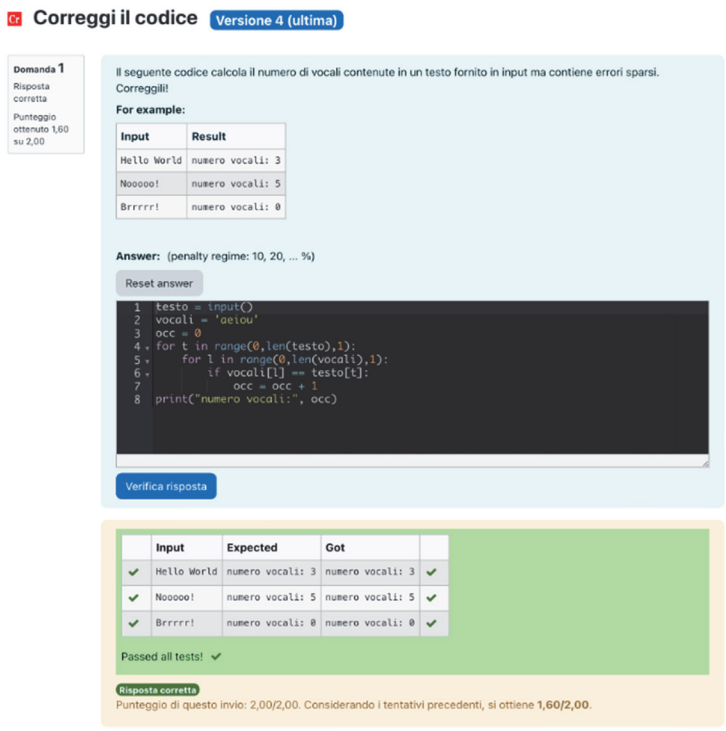 Cr Correggi il codice Versione 4 (ultima)
Domanda 1
Risposta
corretta
Punteggio
ottenuto 1,60
su 2,00
Il seguente codice calcola il numero di vocali contenute in un testo fornito in input ma contiene errori sparsi.
Correggili!
For example:
Input Result
Hello World numero vocali: 3
Nooooo! numero vocali: 5
Brrrrr! numero vocali: 0
Answer: (penalty regime: 10, 20, ... %)
Reset answer
1 testo = input()
2 vocali = 'aeiou'
3 occ = 0
4 for t in range(0,len(testo),1):
5 for l in range(0,len(vocali),1):
6 if vocali[l] == testo[t]:
7 occ = occ + 1
8 print("numero vocali:", occ)
Verifica risposta
Input Expected Got
Hello World numero vocali: 3 numero vocali: 3
Nooooo! numero vocali: 5 numero vocali: 5
Brrrrr! numero vocali: 0 numero vocali: 0
Passed all tests!
Risposta corretta
Punteggio di questo invio: 2,00/2,00. Considerando i tentativi precedenti, si ottiene 1,60/2,00.